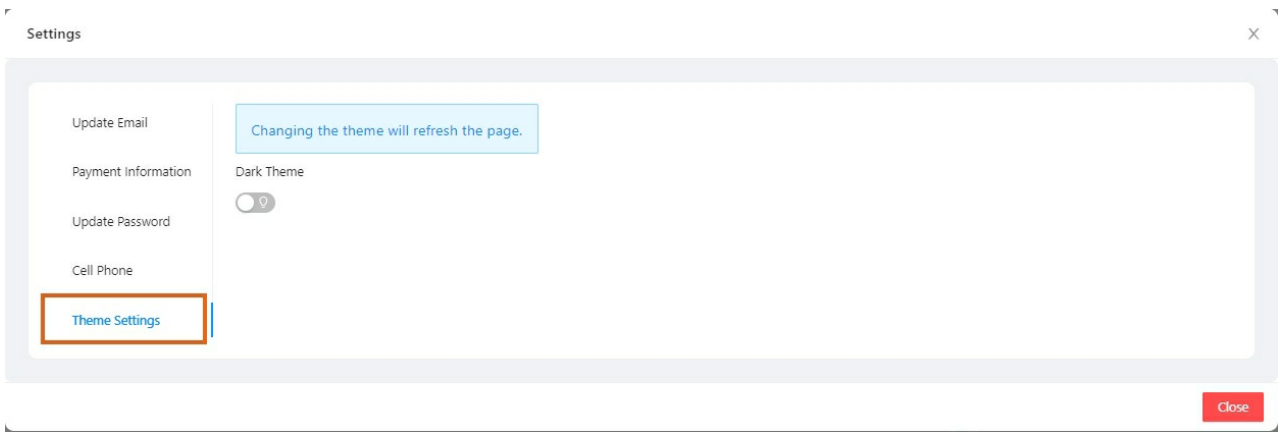 Settings
Update Email
Payment Information
Update Password
Cell Phone
Theme Settings
Changing the theme will refresh the page.
Dark Theme
Close